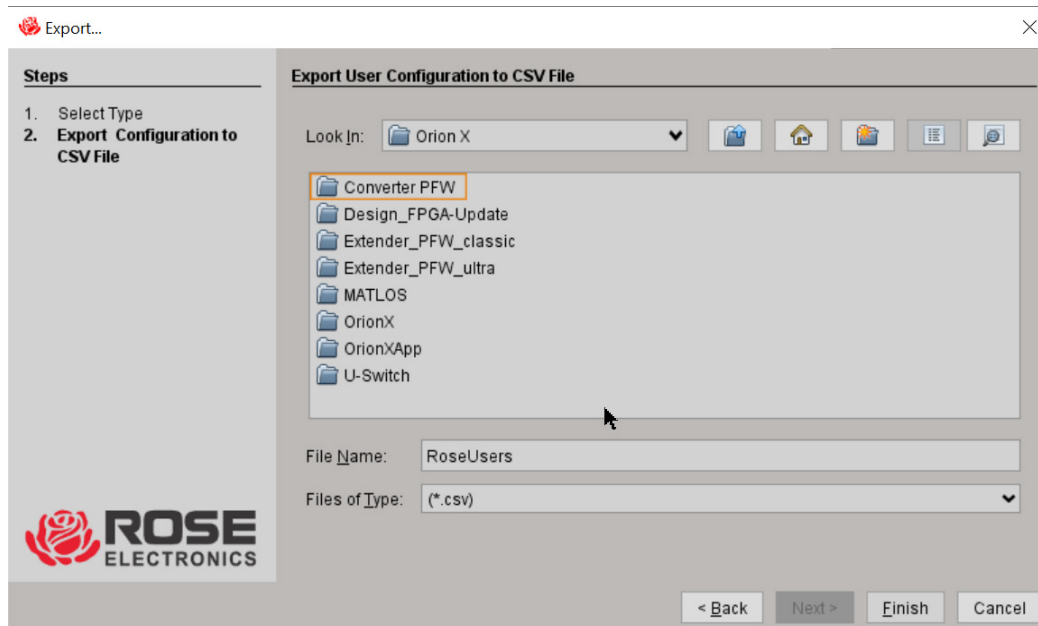 Export...
Steps
1. Select Type
2. Export Configuration to
CSV File
Export User Configuration to CSV File
Look In: Orion X
Converter PFW
Design_FPGA-Update
Extender_PFW_classic
Extender_PFW_ultra
MATLOS
OrionX
OrionXApp
U-Switch
File Name: RoseUsers
Files of Type: (*.csv)
ROSE
ELECTRONICS
< Back Next > Finish Cancel